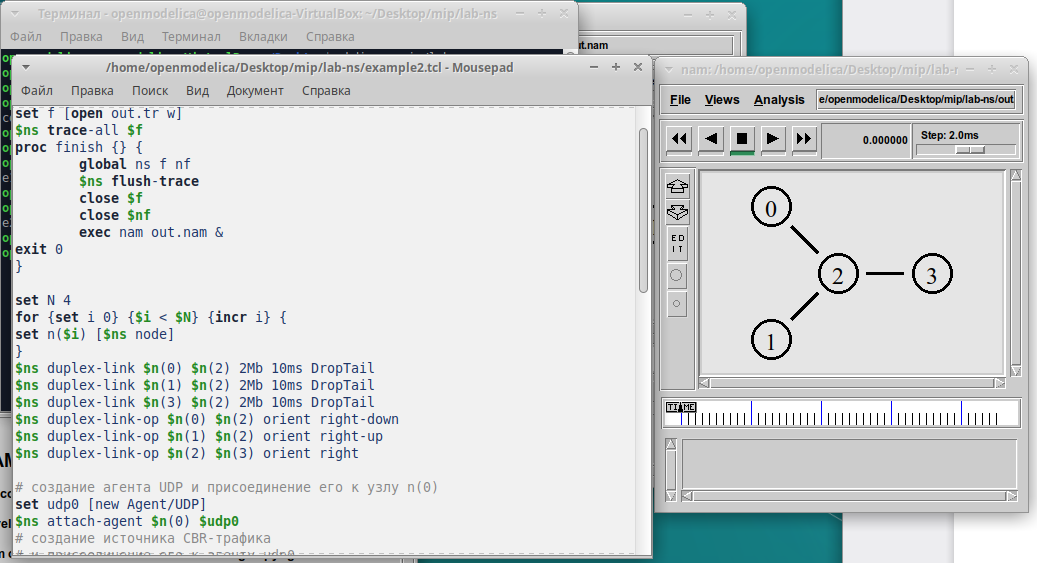 Терминал - openmodelica@openmodelica-VirtualBox: ~/Desktop/mip/lab-ns
Файл Правка Вид Терминал Вкладки Справка
out.nam
/home/openmodelica/Desktop/mip/lab-ns/example2.tcl - Mousepad
Файл Правка Поиск Вид Документ Справка
set f [open out.tr w]
$ns trace-all $f
proc finish {} {
global ns f nf
$ns flush-trace
close $f
close $nf
exec nam out.nam &
exit 0
}
set N 4
for {set i 0} {$i < $N} {incr i} {
set n($i) [$ns node]
}
$ns duplex-link $n(0) $n(2) 2Mb 10ms DropTail
$ns duplex-link $n(1) $n(2) 2Mb 10ms DropTail
$ns duplex-link $n(3) $n(2) 2Mb 10ms DropTail
$ns duplex-link-op $n(0) $n(2) orient right-down
$ns duplex-link-op $n(1) $n(2) orient right-up
$ns duplex-link-op $n(2) $n(3) orient right
# создание агента UDP и присоединение его к узлу n(0)
set udp0 [new Agent/UDP]
$ns attach-agent $n(0) $udp0
# создание источника CBR-трафика
# и присоединение его к агенту udp0
nam: /home/openmodelica/Desktop/mip/lab-r
File Views Analysis e/openmodelica/Desktop/mip/lab-ns/out
0.000000 Step: 2.0ms
ED
IT
0
2 3
1
TIME